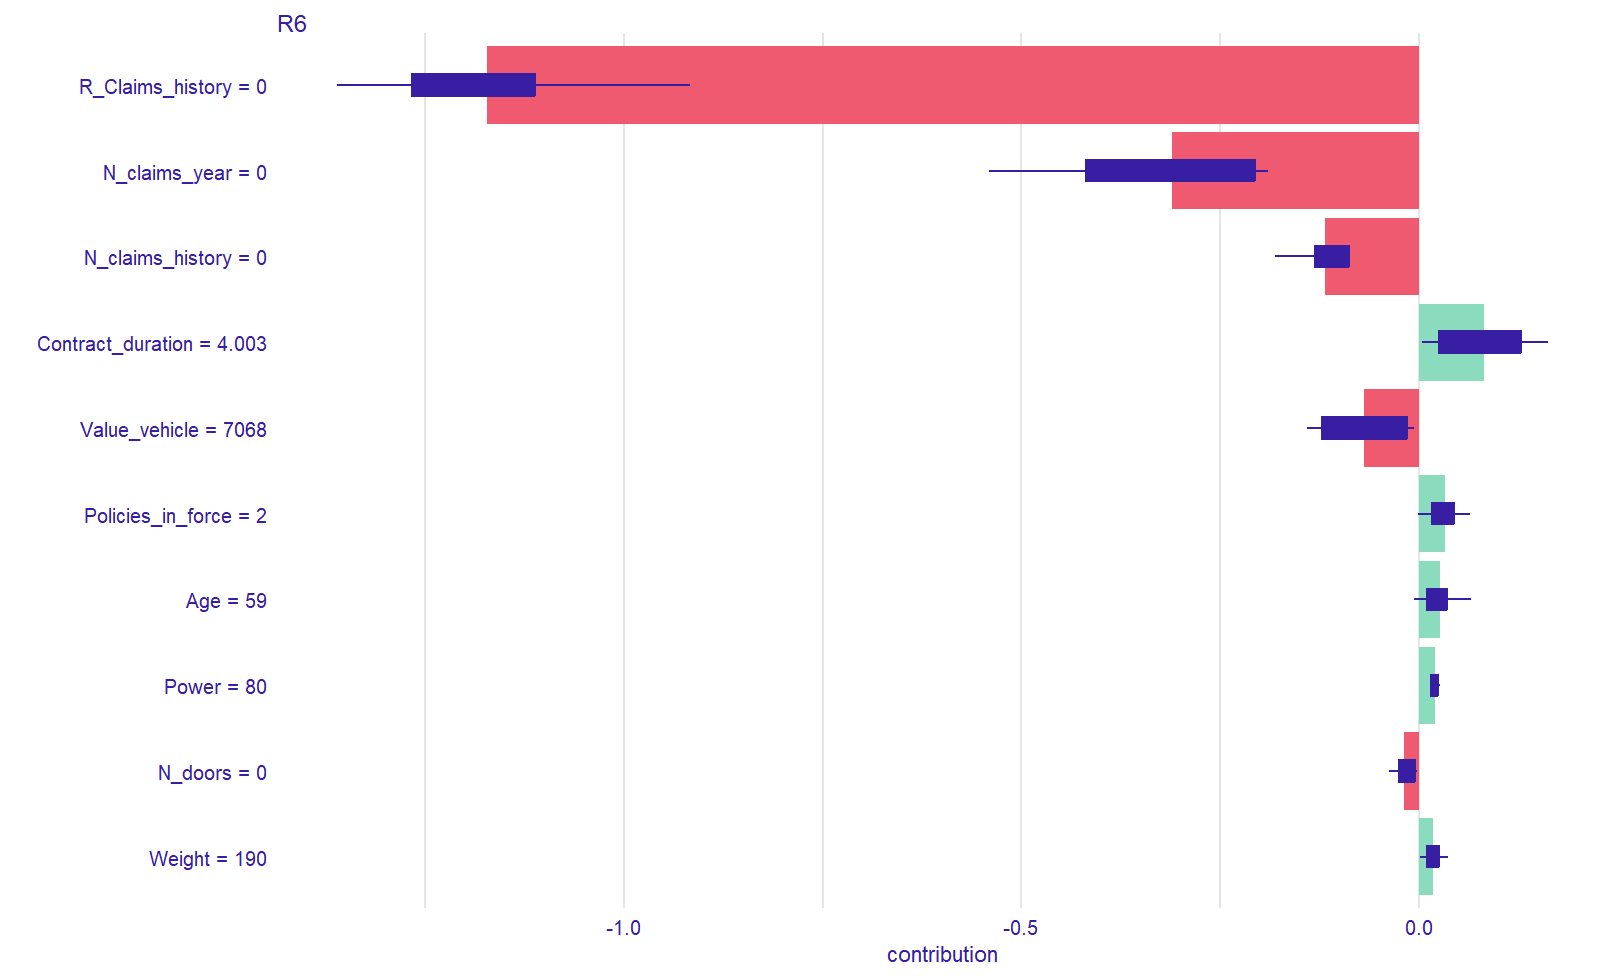 R6
R_Claims_history = 0
N_claims_year = 0
N_claims_history = 0
Contract_duration = 4.003
Value_vehicle = 7068
Policies_in_force = 2
Age = 59
Power = 80
N_doors = 0
Weight = 190
-1.0 -0.5 0.0
contribution